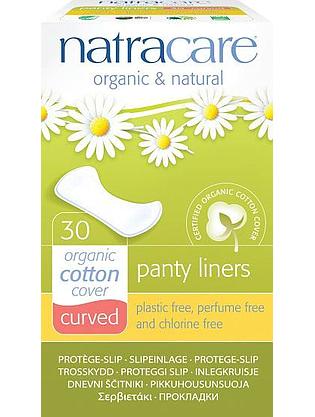 natracare
organic & natural
CERTIFIED ORGANIC COTTON COVER
30
organic
cotton
cover
curved
panty liners
plastic free, perfume free
and chlorine free
PROTÈGE-SLIP · SLIPEINLAGE · PROTEGE-SLIP
TROSSKYDD · PROTEGGI SLIP · INLEGKRUISJE
DNEVNI ŠČITNIKI · PIKKUHOUSUNSUOJA
Σερβιετάκι · ПРОКЛАДКИ